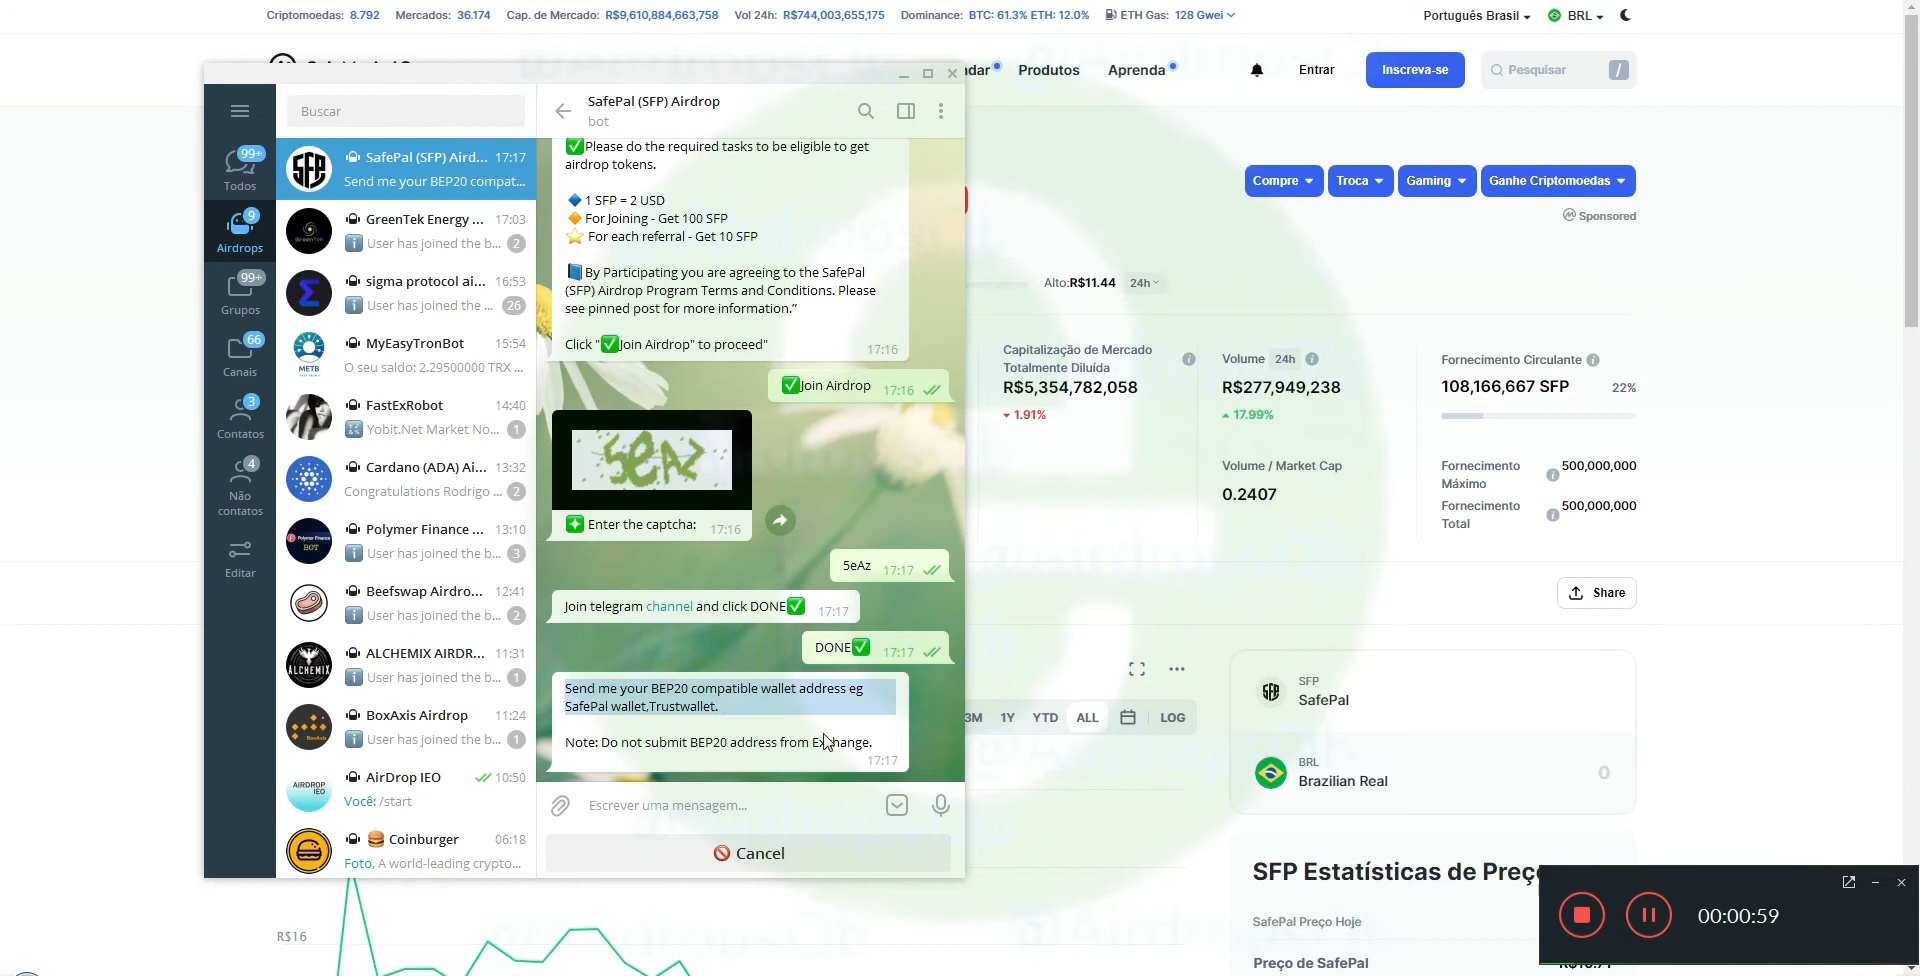 Criptomoedas: 8.792 Mercados: 36.174 Cap. de Mercado: R$9,610,884,663,758 Vol 24h: R$744,003,655,175 Dominance: BTC: 61.3% ETH: 12.0% ETH Gas: 128 Gwei
Português Brasil BRL
Produtos Aprenda Entrar Inscreva-se Pesquisar /
Buscar
SafePal (SFP) Airdrop
bot
Todos 99+
Airdrops 9
Grupos 99+
Canais 66
Contatos 3
Não contatos 4
Editar
SafePal (SFP) Aird... 17:17
Send me your BEP20 compat...
GreenTek Energy ... 17:03
User has joined the b... 2
sigma protocol ai... 16:53
User has joined the ... 26
MyEasyTronBot 15:54
O seu saldo: 2.29500000 TRX ...
FastExRobot 14:40
Yobit.Net Market No... 1
Cardano (ADA) Ai... 13:32
Congratulations Rodrigo ... 2
Polymer Finance ... 13:10
User has joined the b... 3
Beefswap Airdro... 12:41
User has joined the b... 2
ALCHEMIX AIRDR... 11:31
User has joined the b... 1
BoxAxis Airdrop 11:24
User has joined the b... 1
AirDrop IEO 10:50
Você: /start
Coinburger 06:18
Foto, A world-leading crypto...
✅Please do the required tasks to be eligible to get
airdrop tokens.
🔷 1 SFP = 2 USD
🔶 For Joining - Get 100 SFP
⭐ For each referral - Get 10 SFP
📘By Participating you are agreeing to the SafePal
(SFP) Airdrop Program Terms and Conditions. Please
see pinned post for more information.”
Click "✅Join Airdrop" to proceed" 17:16
✅Join Airdrop 17:16
5eAz
Enter the captcha: 17:16
5eAz 17:17
Join telegram channel and click DONE✅ 17:17
DONE✅ 17:17
Send me your BEP20 compatible wallet address eg
SafePal wallet,Trustwallet.
Note: Do not submit BEP20 address from Exchange.
17:17
Escrever uma mensagem...
🚫 Cancel
Compre Troca Gaming Ganhe Criptomoedas
Sponsored
Alto:R$11.44 24h
Capitalização de Mercado
Totalmente Diluída
R$5,354,782,058
1.91%
Volume 24h
R$277,949,238
17.99%
Volume / Market Cap
0.2407
Fornecimento Circulante
108,166,667 SFP 22%
Fornecimento
Máximo
500,000,000
Fornecimento
Total
500,000,000
Share
3M 1Y YTD ALL LOG
SFP
SafePal
BRL
Brazilian Real 0
SFP Estatísticas de Preç
SafePal Preço Hoje
Preço de SafePal
R$16
00:00:59